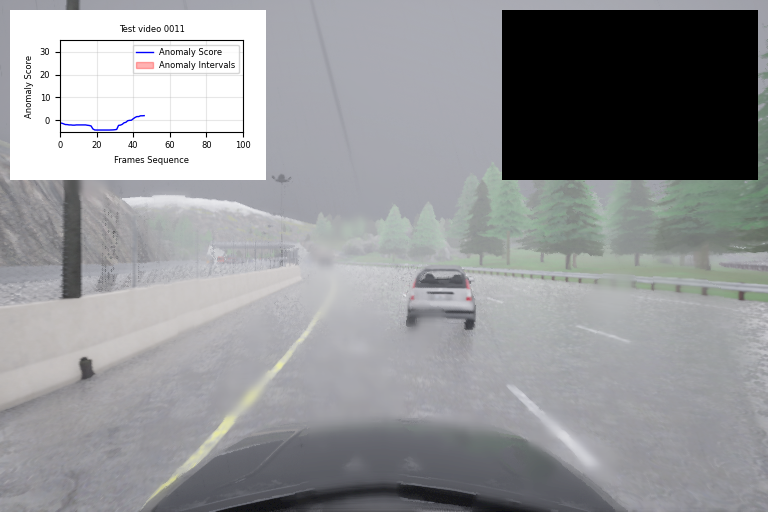 Test video 0011
Anomaly Score
Anomaly Intervals
Anomaly Score
30
20
10
0
0 20 40 60 80 100
Frames Sequence